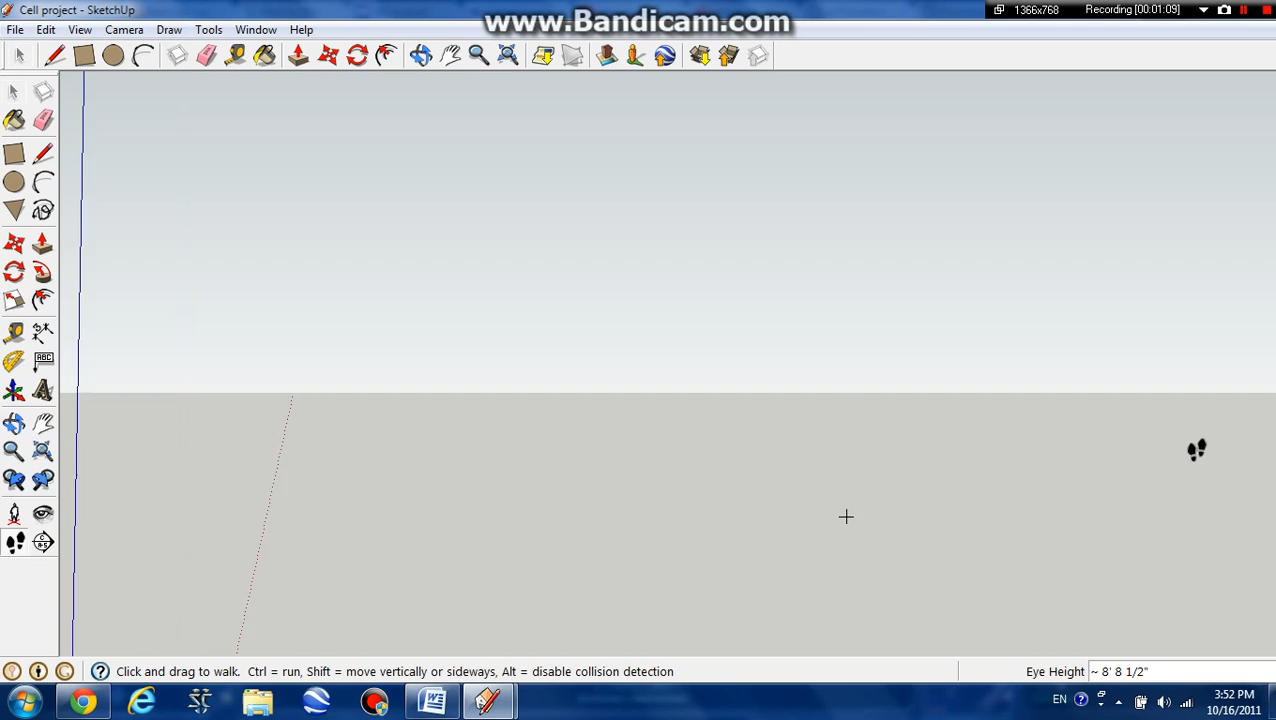 Cell project - SketchUp
www.Bandicam.com
1366x768
Recording [00:01:09]
File Edit View Camera Draw Tools Window Help
ABC
A
Click and drag to walk. Ctrl = run, Shift = move vertically or sideways, Alt = disable collision detection
Eye Height ~ 8' 8 1/2"
EN
3:52 PM
10/16/2011